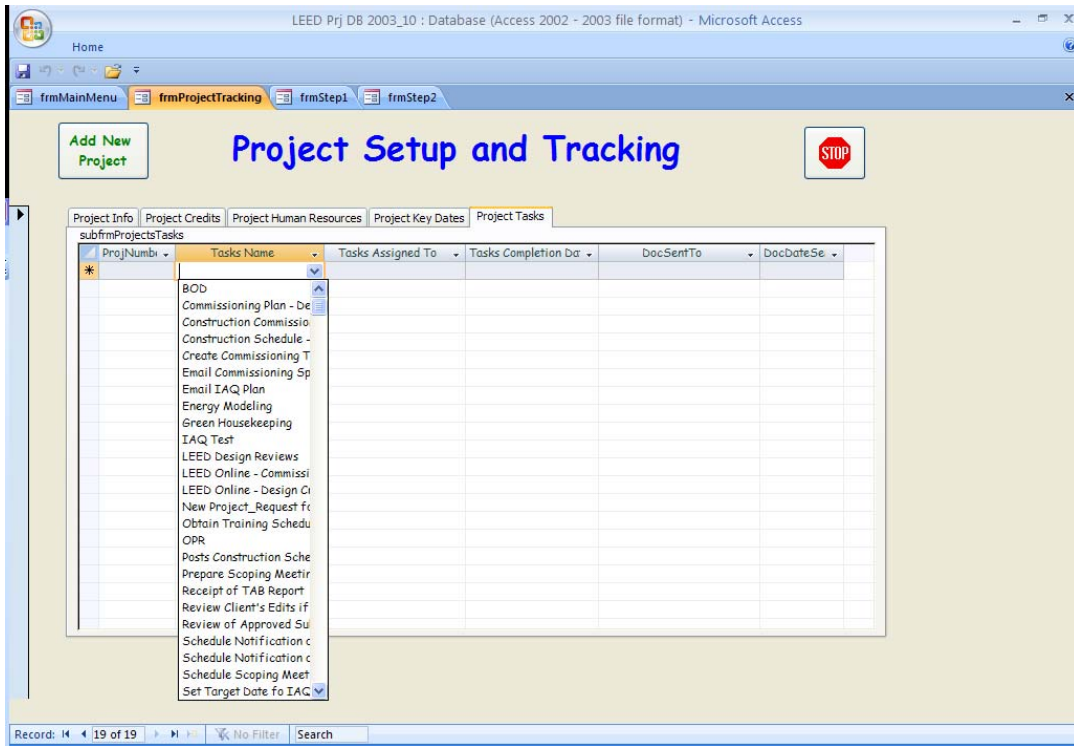 LEED Prj DB 2003_10 : Database (Access 2002 - 2003 file format) - Microsoft Access
Home
frmMainMenu frmProjectTracking frmStep1 frmStep2
Add New
Project
Project Setup and Tracking
STOP
Project Info Project Credits Project Human Resources Project Key Dates Project Tasks
subfrmProjectsTasks
ProjNumb Tasks Name Tasks Assigned To Tasks Completion Da DocSentTo DocDateSe
BOD
Commissioning Plan - De
Construction Commissio
Construction Schedule -
Create Commissioning T
Email Commissioning Sp
Email IAQ Plan
Energy Modeling
Green Housekeeping
IAQ Test
LEED Design Reviews
LEED Online - Commissi
LEED Online - Design C
New Project_Request fo
Obtain Training Schedu
OPR
Posts Construction Sche
Prepare Scoping Meetin
Receipt of TAB Report
Review Client's Edits if
Review of Approved Su
Schedule Notification o
Schedule Notification o
Schedule Scoping Meet
Set Target Date fo IAQ
Record: 19 of 19 No Filter Search